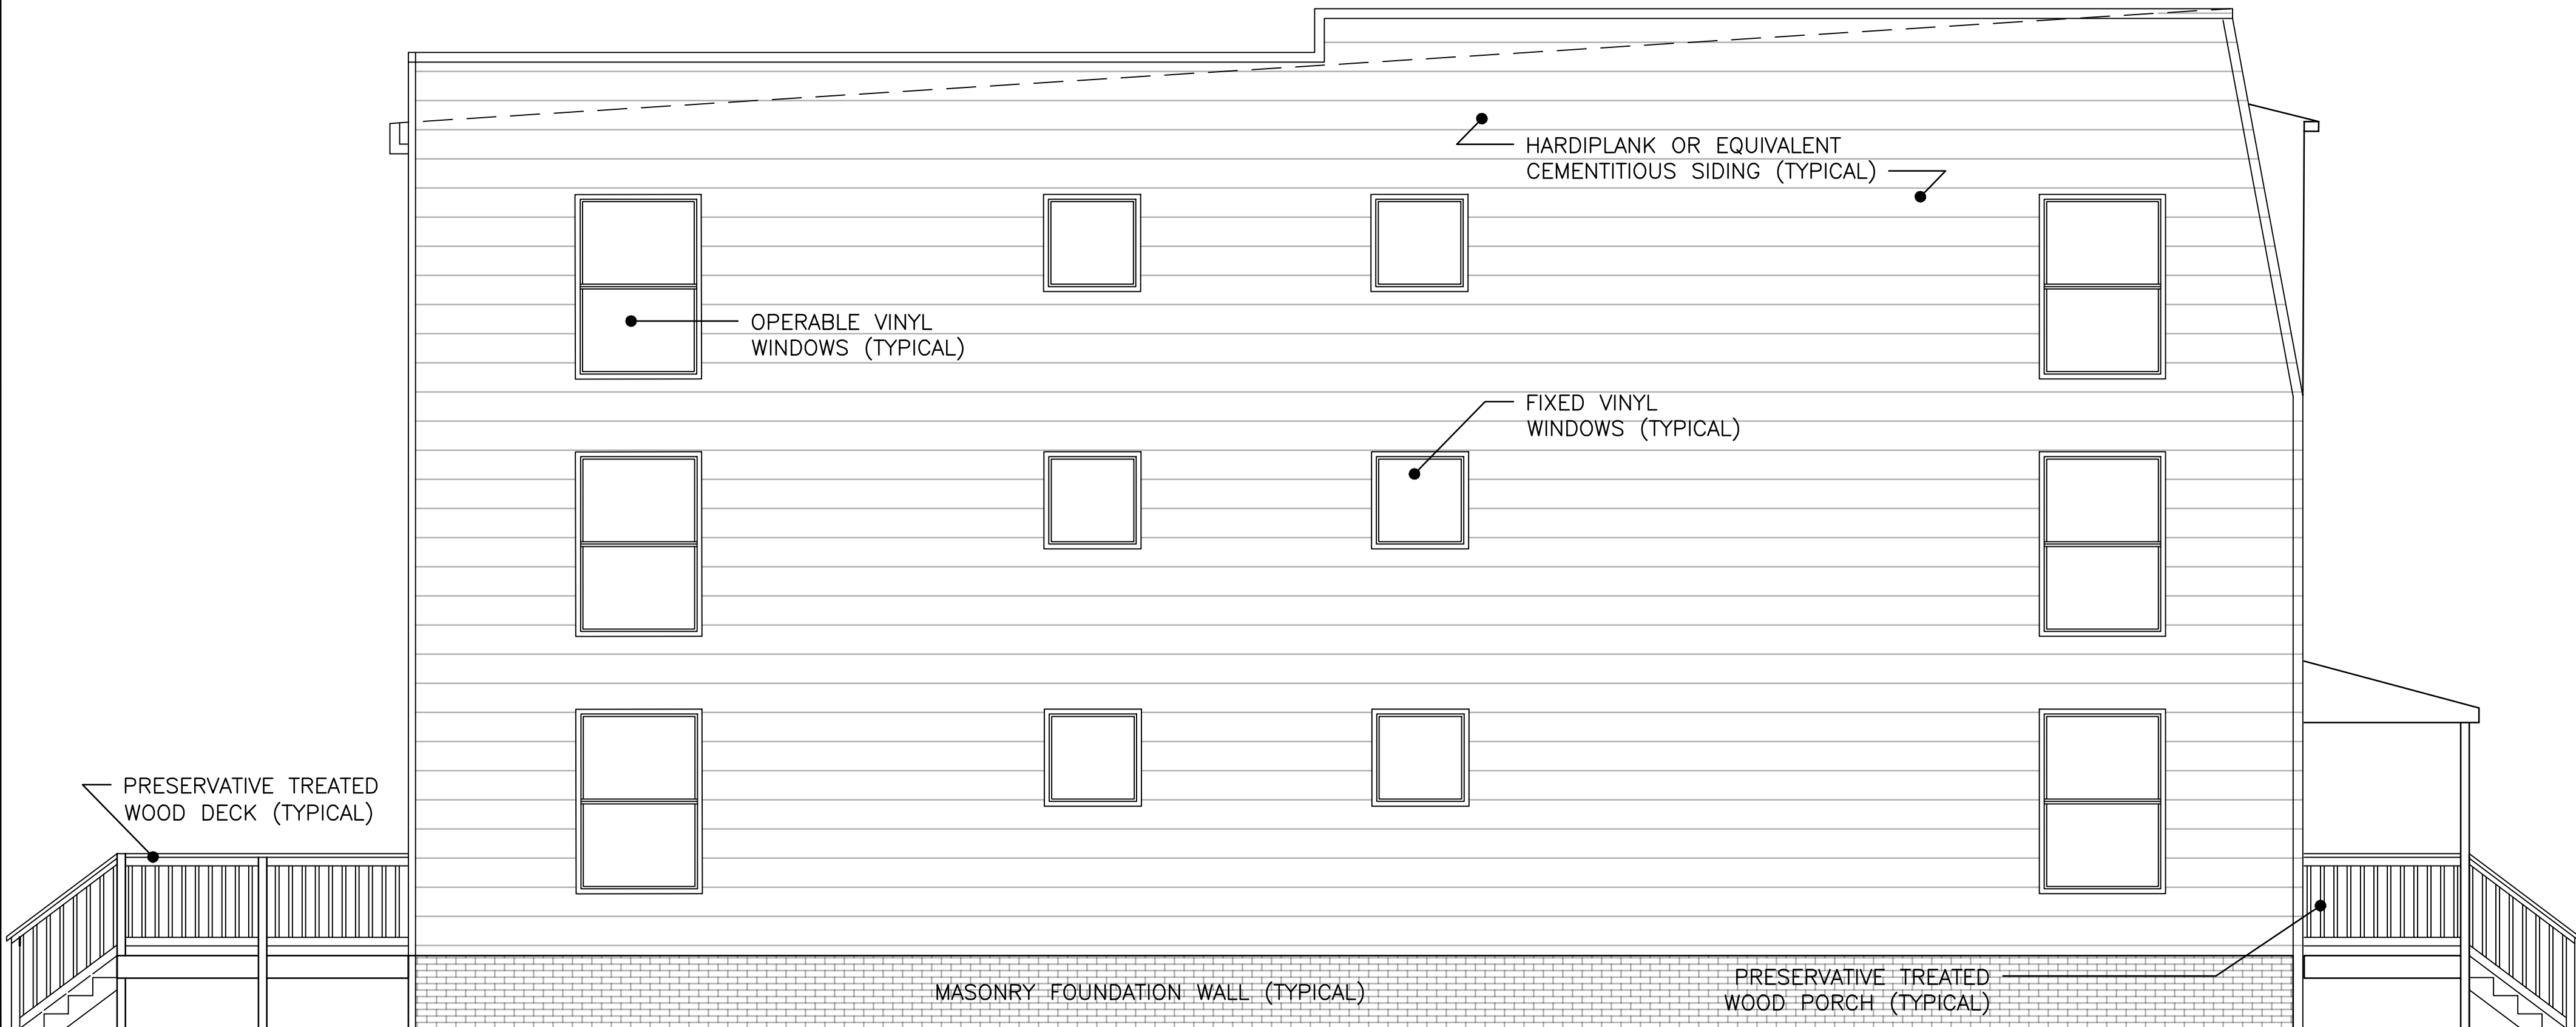 HARDIPLANK OR EQUIVALENT
CEMENTITIOUS SIDING (TYPICAL)
OPERABLE VINYL
WINDOWS (TYPICAL)
FIXED VINYL
WINDOWS (TYPICAL)
PRESERVATIVE TREATED
WOOD DECK (TYPICAL)
MASONRY FOUNDATION WALL (TYPICAL)
PRESERVATIVE TREATED
WOOD PORCH (TYPICAL)